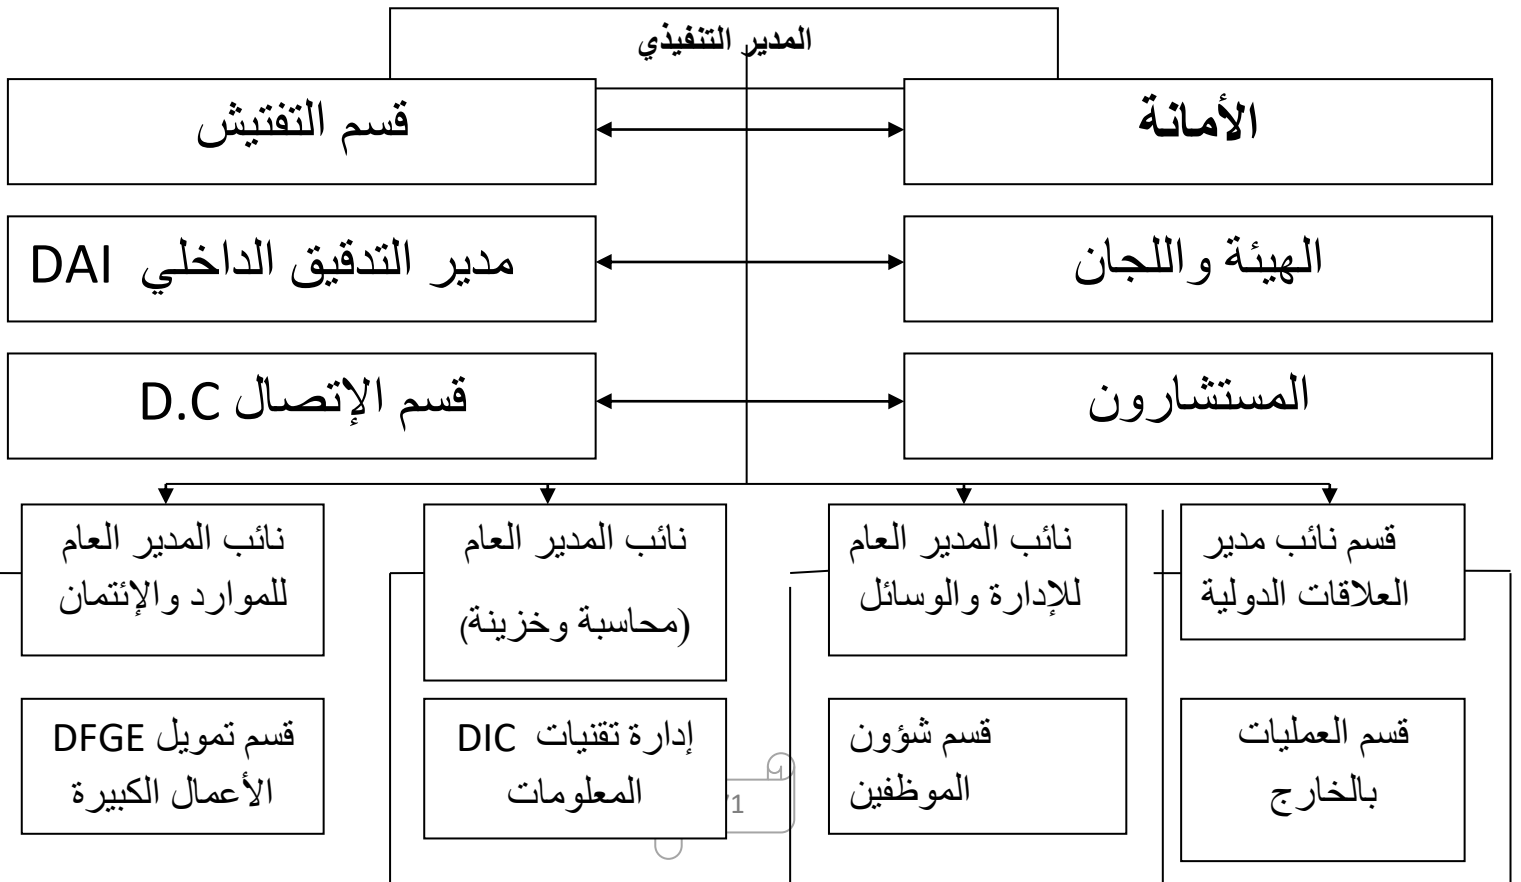 المدير التنفيذي
الأمانة
قسم التفتيش
الهيئة واللجان
مدير التدقيق الداخلي DAI
المستشارون
قسم الإتصال D.C
قسم نائب مدير
العلاقات الدولية
نائب المدير العام
للإدارة والوسائل
نائب المدير العام
(محاسبة وخزينة)
نائب المدير العام
للموارد والإئتمان
قسم العمليات
بالخارج
قسم شؤون
الموظفين
إدارة تقنيات DIC
المعلومات
قسم تمويل DFGE
الأعمال الكبيرة